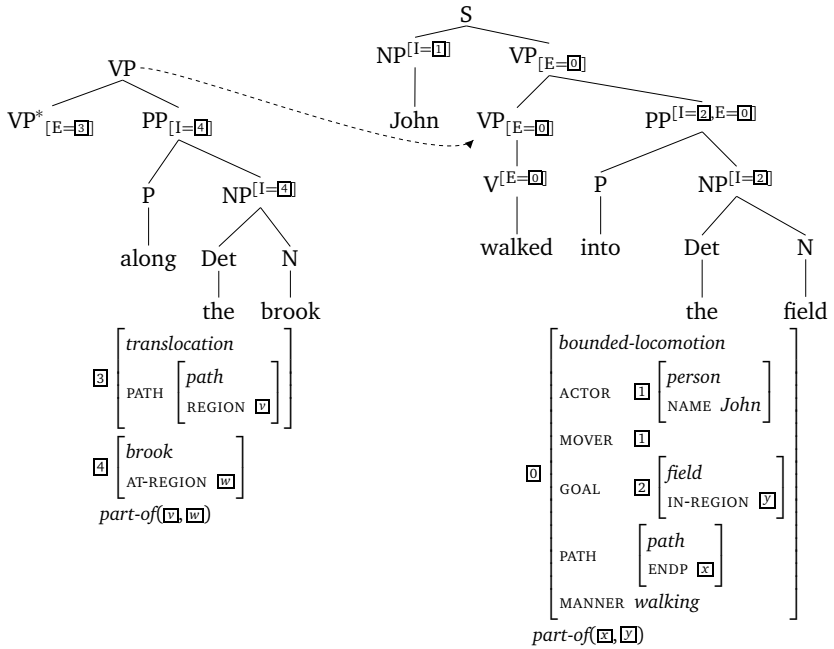 S
NP[I=1] VP[E=0]
VP
VP*[E=3] PP[I=4]
John VP[E=0] PP[I=2,E=0]
P NP[I=4] V[E=0] P NP[I=2]
along Det N walked into Det N
the brook the field
3 translocation
PATH path
REGION v
4 brook
AT-REGION w
part-of(v, w)
0 bounded-locomotion
ACTOR 1 person
NAME John
MOVER 1
GOAL 2 field
IN-REGION y
PATH path
ENDP x
MANNER walking
part-of(x, y)